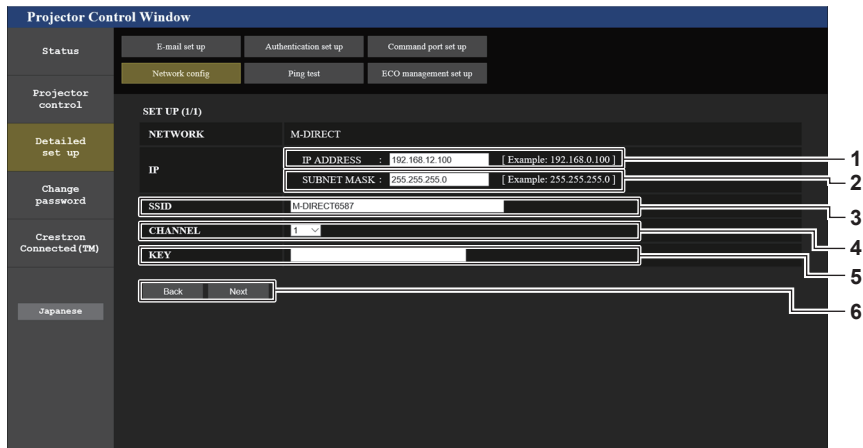 Projector Control Window
Status
Projector
control
Detailed
set up
Change
password
Crestron
Connected(TM)
Japanese
E-mail set up
Authentication set up
Command port set up
Network config
Ping test
ECO management set up
SET UP (1/1)
NETWORK M-DIRECT
IP
IP ADDRESS : 192.168.12.100 [ Example: 192.168.0.100 ]
SUBNET MASK : 255.255.255.0 [ Example: 255.255.255.0 ]
SSID M-DIRECT6587
CHANNEL 1
KEY
Back Next
1
2
3
4
5
6